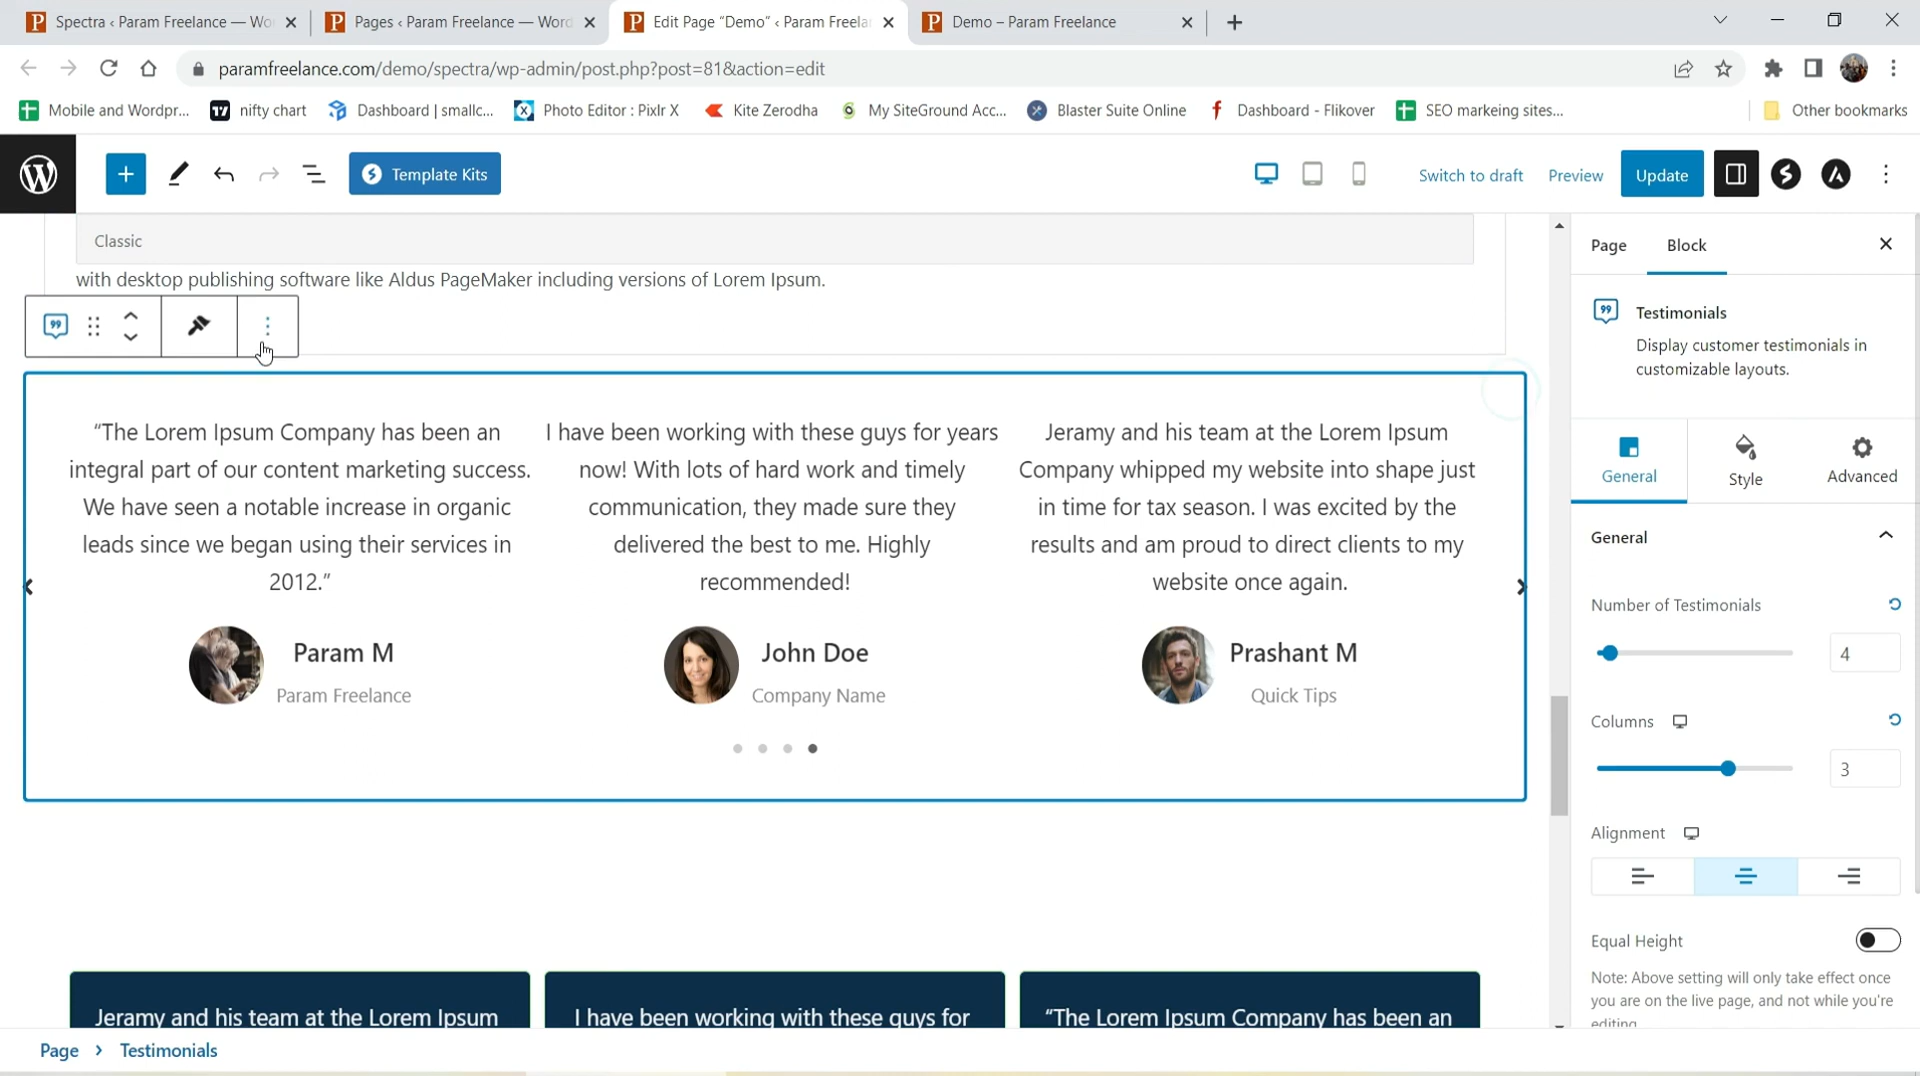 Spectra ‹ Param Freelance — Wo
Pages ‹ Param Freelance — Word
Edit Page “Demo” ‹ Param Freela
Demo – Param Freelance
paramfreelance.com/demo/spectra/wp-admin/post.php?post=81&action=edit
Mobile and Wordpr...
nifty chart
Dashboard | smallc...
Photo Editor : Pixlr X
Kite Zerodha
My SiteGround Acc...
Blaster Suite Online
Dashboard - Flikover
SEO markeing sites...
Other bookmarks
Template Kits
Switch to draft
Preview
Update
Classic
with desktop publishing software like Aldus PageMaker including versions of Lorem Ipsum.
“The Lorem Ipsum Company has been an
integral part of our content marketing success.
We have seen a notable increase in organic
leads since we began using their services in
2012.”
Param M
Param Freelance
I have been working with these guys for years
now! With lots of hard work and timely
communication, they made sure they
delivered the best to me. Highly
recommended!
John Doe
Company Name
Jeramy and his team at the Lorem Ipsum
Company whipped my website into shape just
in time for tax season. I was excited by the
results and am proud to direct clients to my
website once again.
Prashant M
Quick Tips
Jeramy and his team at the Lorem Ipsum
I have been working with these guys for
“The Lorem Ipsum Company has been an
Page
Block
Testimonials
Display customer testimonials in
customizable layouts.
General
Style
Advanced
General
Number of Testimonials
4
Columns
3
Alignment
Equal Height
Note: Above setting will only take effect once
you are on the live page, and not while you're
editing
Page › Testimonials